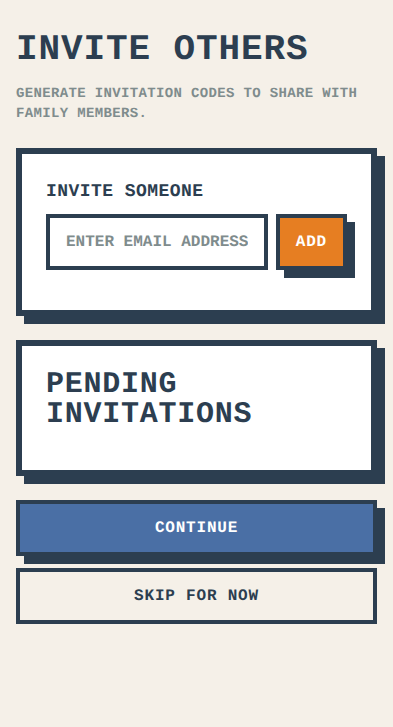 INVITE OTHERS
GENERATE INVITATION CODES TO SHARE WITH
FAMILY MEMBERS.
INVITE SOMEONE
ENTER EMAIL ADDRESS ADD
PENDING
INVITATIONS
CONTINUE
SKIP FOR NOW